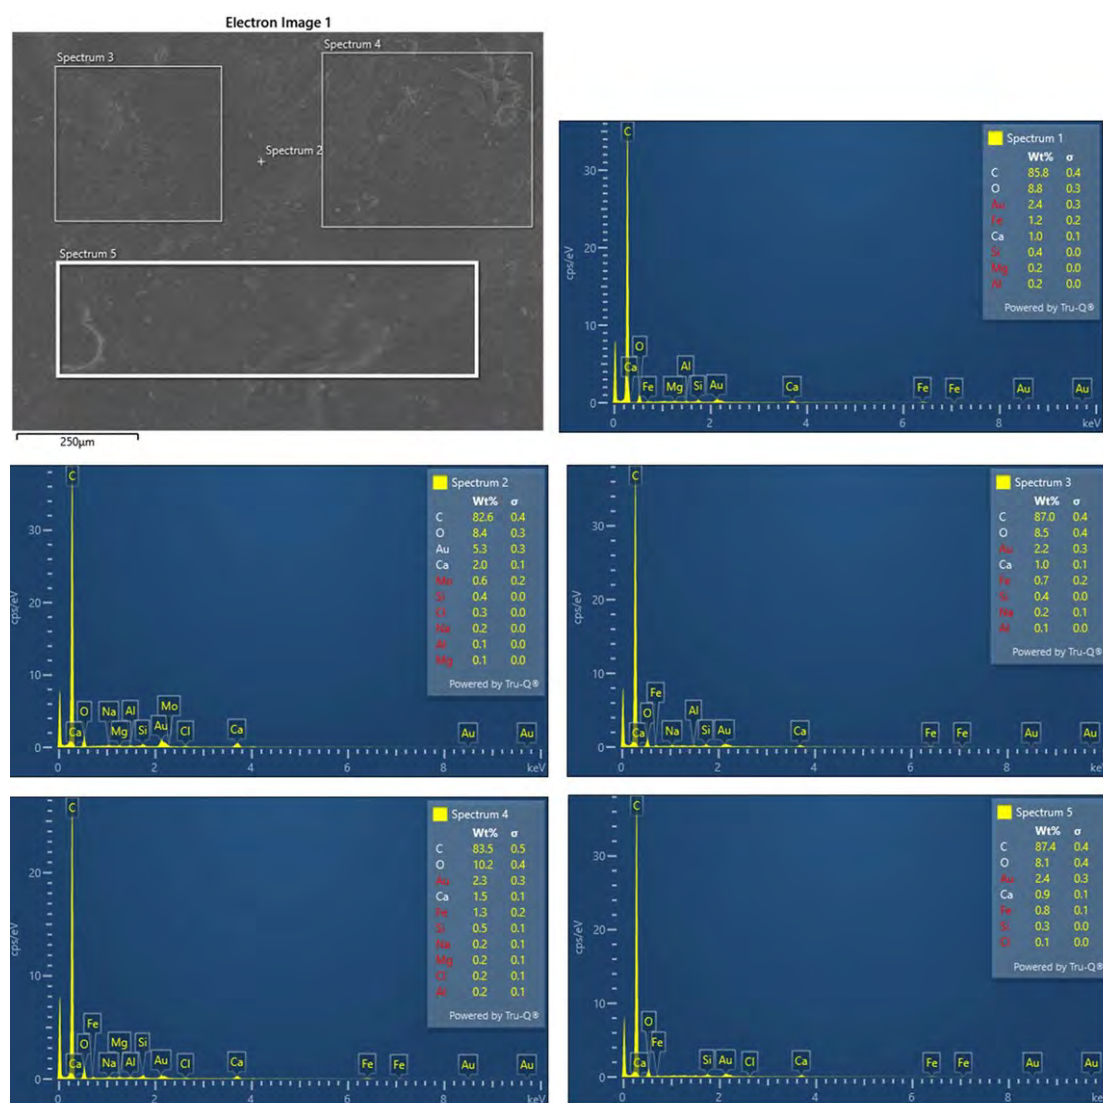 Electron Image 1
Spectrum 3
Spectrum 4
Spectrum 2
Spectrum 5
250µm
Spectrum 1
Wt% σ
C 85.8 0.4
O 8.8 0.3
Au 2.4 0.3
Fe 1.2 0.2
Ca 1.0 0.1
Si 0.4 0.0
Mg 0.2 0.0
Al 0.2 0.0
Powered by Tru-Q®
cps/eV
30
20
10
0
C
O
Ca
Fe
Mg
Al
Si
Au
Ca
Fe
Fe
Au
Au
0 2 4 6 8 keV
Spectrum 2
Wt% σ
C 82.6 0.4
O 8.4 0.3
Au 5.3 0.3
Ca 2.0 0.1
Mo 0.6 0.2
Si 0.4 0.0
Cl 0.3 0.0
Na 0.2 0.0
Al 0.1 0.0
Mg 0.1 0.0
Powered by Tru-Q®
cps/eV
30
20
10
0
C
Ca
O
Na
Mg
Al
Si
Au
Mo
Cl
Ca
Au
Au
0 2 4 6 8 keV
Spectrum 3
Wt% σ
C 87.0 0.4
O 8.5 0.4
Au 2.2 0.3
Ca 1.0 0.1
Fe 0.7 0.2
Si 0.4 0.0
Na 0.2 0.1
Al 0.1 0.0
Powered by Tru-Q®
cps/eV
30
20
10
0
C
Ca
O
Fe
Na
Al
Si
Au
Ca
Fe
Fe
Au
Au
0 2 4 6 8 keV
Spectrum 4
Wt% σ
C 83.5 0.5
O 10.2 0.4
Au 2.3 0.3
Ca 1.5 0.1
Fe 1.3 0.2
Si 0.5 0.1
Na 0.2 0.1
Mg 0.2 0.1
Cl 0.2 0.1
Al 0.2 0.1
Powered by Tru-Q®
cps/eV
20
10
0
C
Ca
O
Fe
Na
Mg
Al
Si
Au
Cl
Ca
Fe
Fe
Au
Au
0 2 4 6 8 keV
Spectrum 5
Wt% σ
C 87.4 0.4
O 8.1 0.4
Au 2.4 0.3
Ca 0.9 0.1
Fe 0.8 0.1
Si 0.3 0.0
Cl 0.1 0.0
Powered by Tru-Q®
cps/eV
30
20
10
0
C
Ca
O
Fe
Si
Au
Cl
Ca
Fe
Fe
Au
Au
0 2 4 6 8 keV